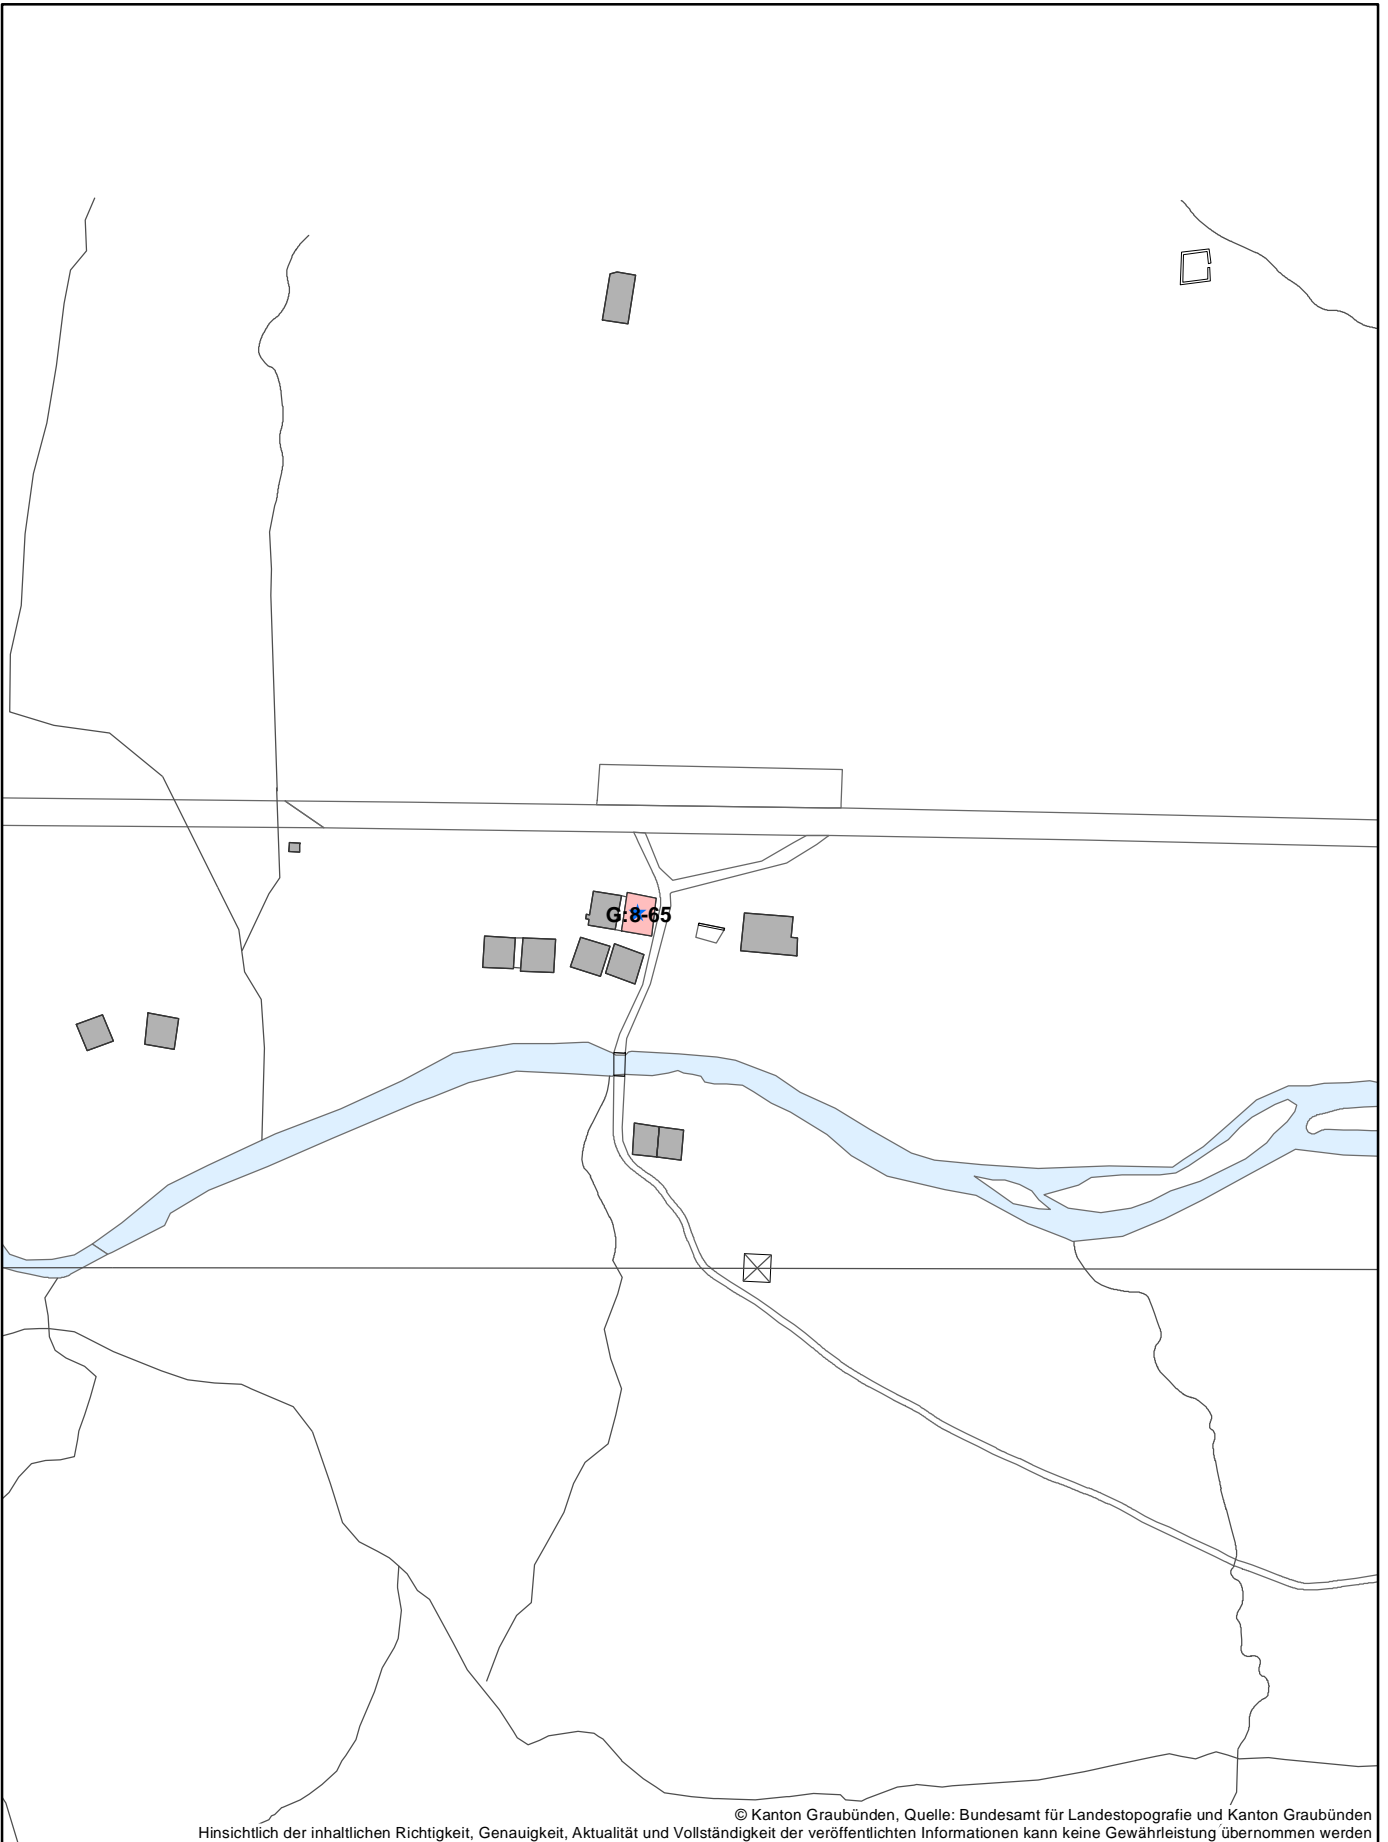 G:8-65
© Kanton Graubünden, Quelle: Bundesamt für Landestopografie und Kanton Graubünden
Hinsichtlich der inhaltlichen Richtigkeit, Genauigkeit, Aktualität und Vollständigkeit der veröffentlichten Informationen kann keine Gewährleistung übernommen werden